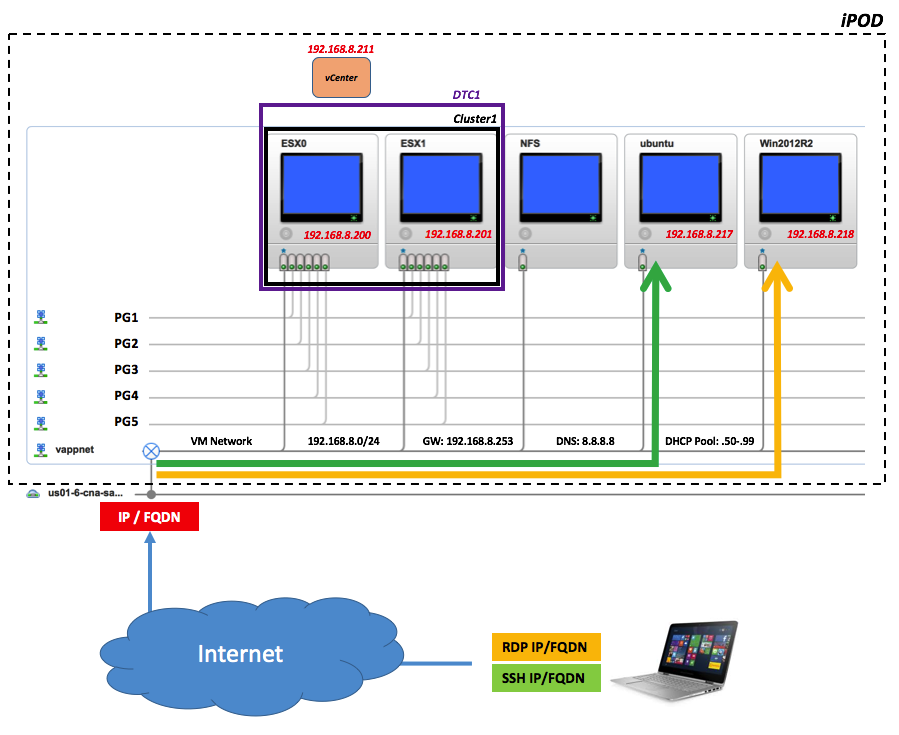 iPOD
192.168.8.211
vCenter
DTC1
Cluster1
ESX0
ESX1
NFS
ubuntu
Win2012R2
192.168.8.200
192.168.8.201
192.168.8.217
192.168.8.218
PG1
PG2
PG3
PG4
PG5
vappnet
VM Network
192.168.8.0/24
GW: 192.168.8.253
DNS: 8.8.8.8
DHCP Pool: .50-.99
us01-6-cna-sa...
IP / FQDN
Internet
RDP IP/FQDN
SSH IP/FQDN